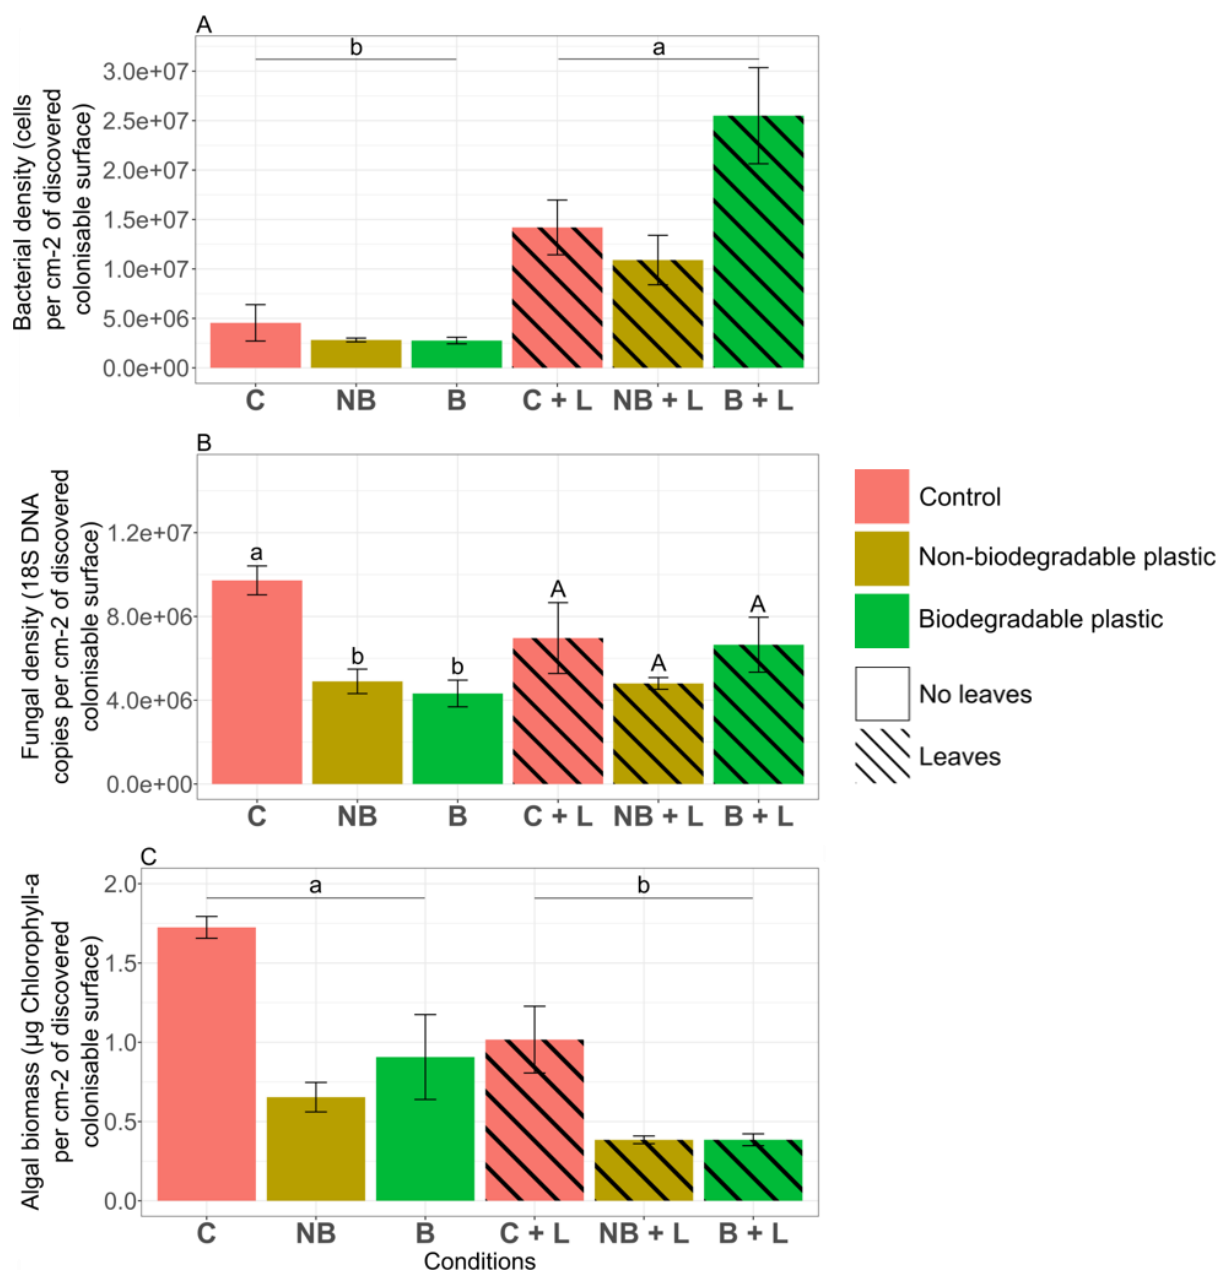 A
b
a
Bacterial density (cells
per cm-2 of discovered
colonisable surface)
3.0e+07
2.5e+07
2.0e+07
1.5e+07
1.0e+07
5.0e+06
0.0e+00
C NB B C + L NB + L B + L
B
Fungal density (18S DNA
copies per cm-2 of discovered
colonisable surface)
1.2e+07
8.0e+06
4.0e+06
0.0e+00
a
b
b
A
A
A
C NB B C + L NB + L B + L
Control
Non-biodegradable plastic
Biodegradable plastic
No leaves
Leaves
C
a
b
Algal biomass (µg Chlorophyll-a
per cm-2 of discovered
colonisable surface)
2.0
1.5
1.0
0.5
0.0
C NB B C + L NB + L B + L
Conditions